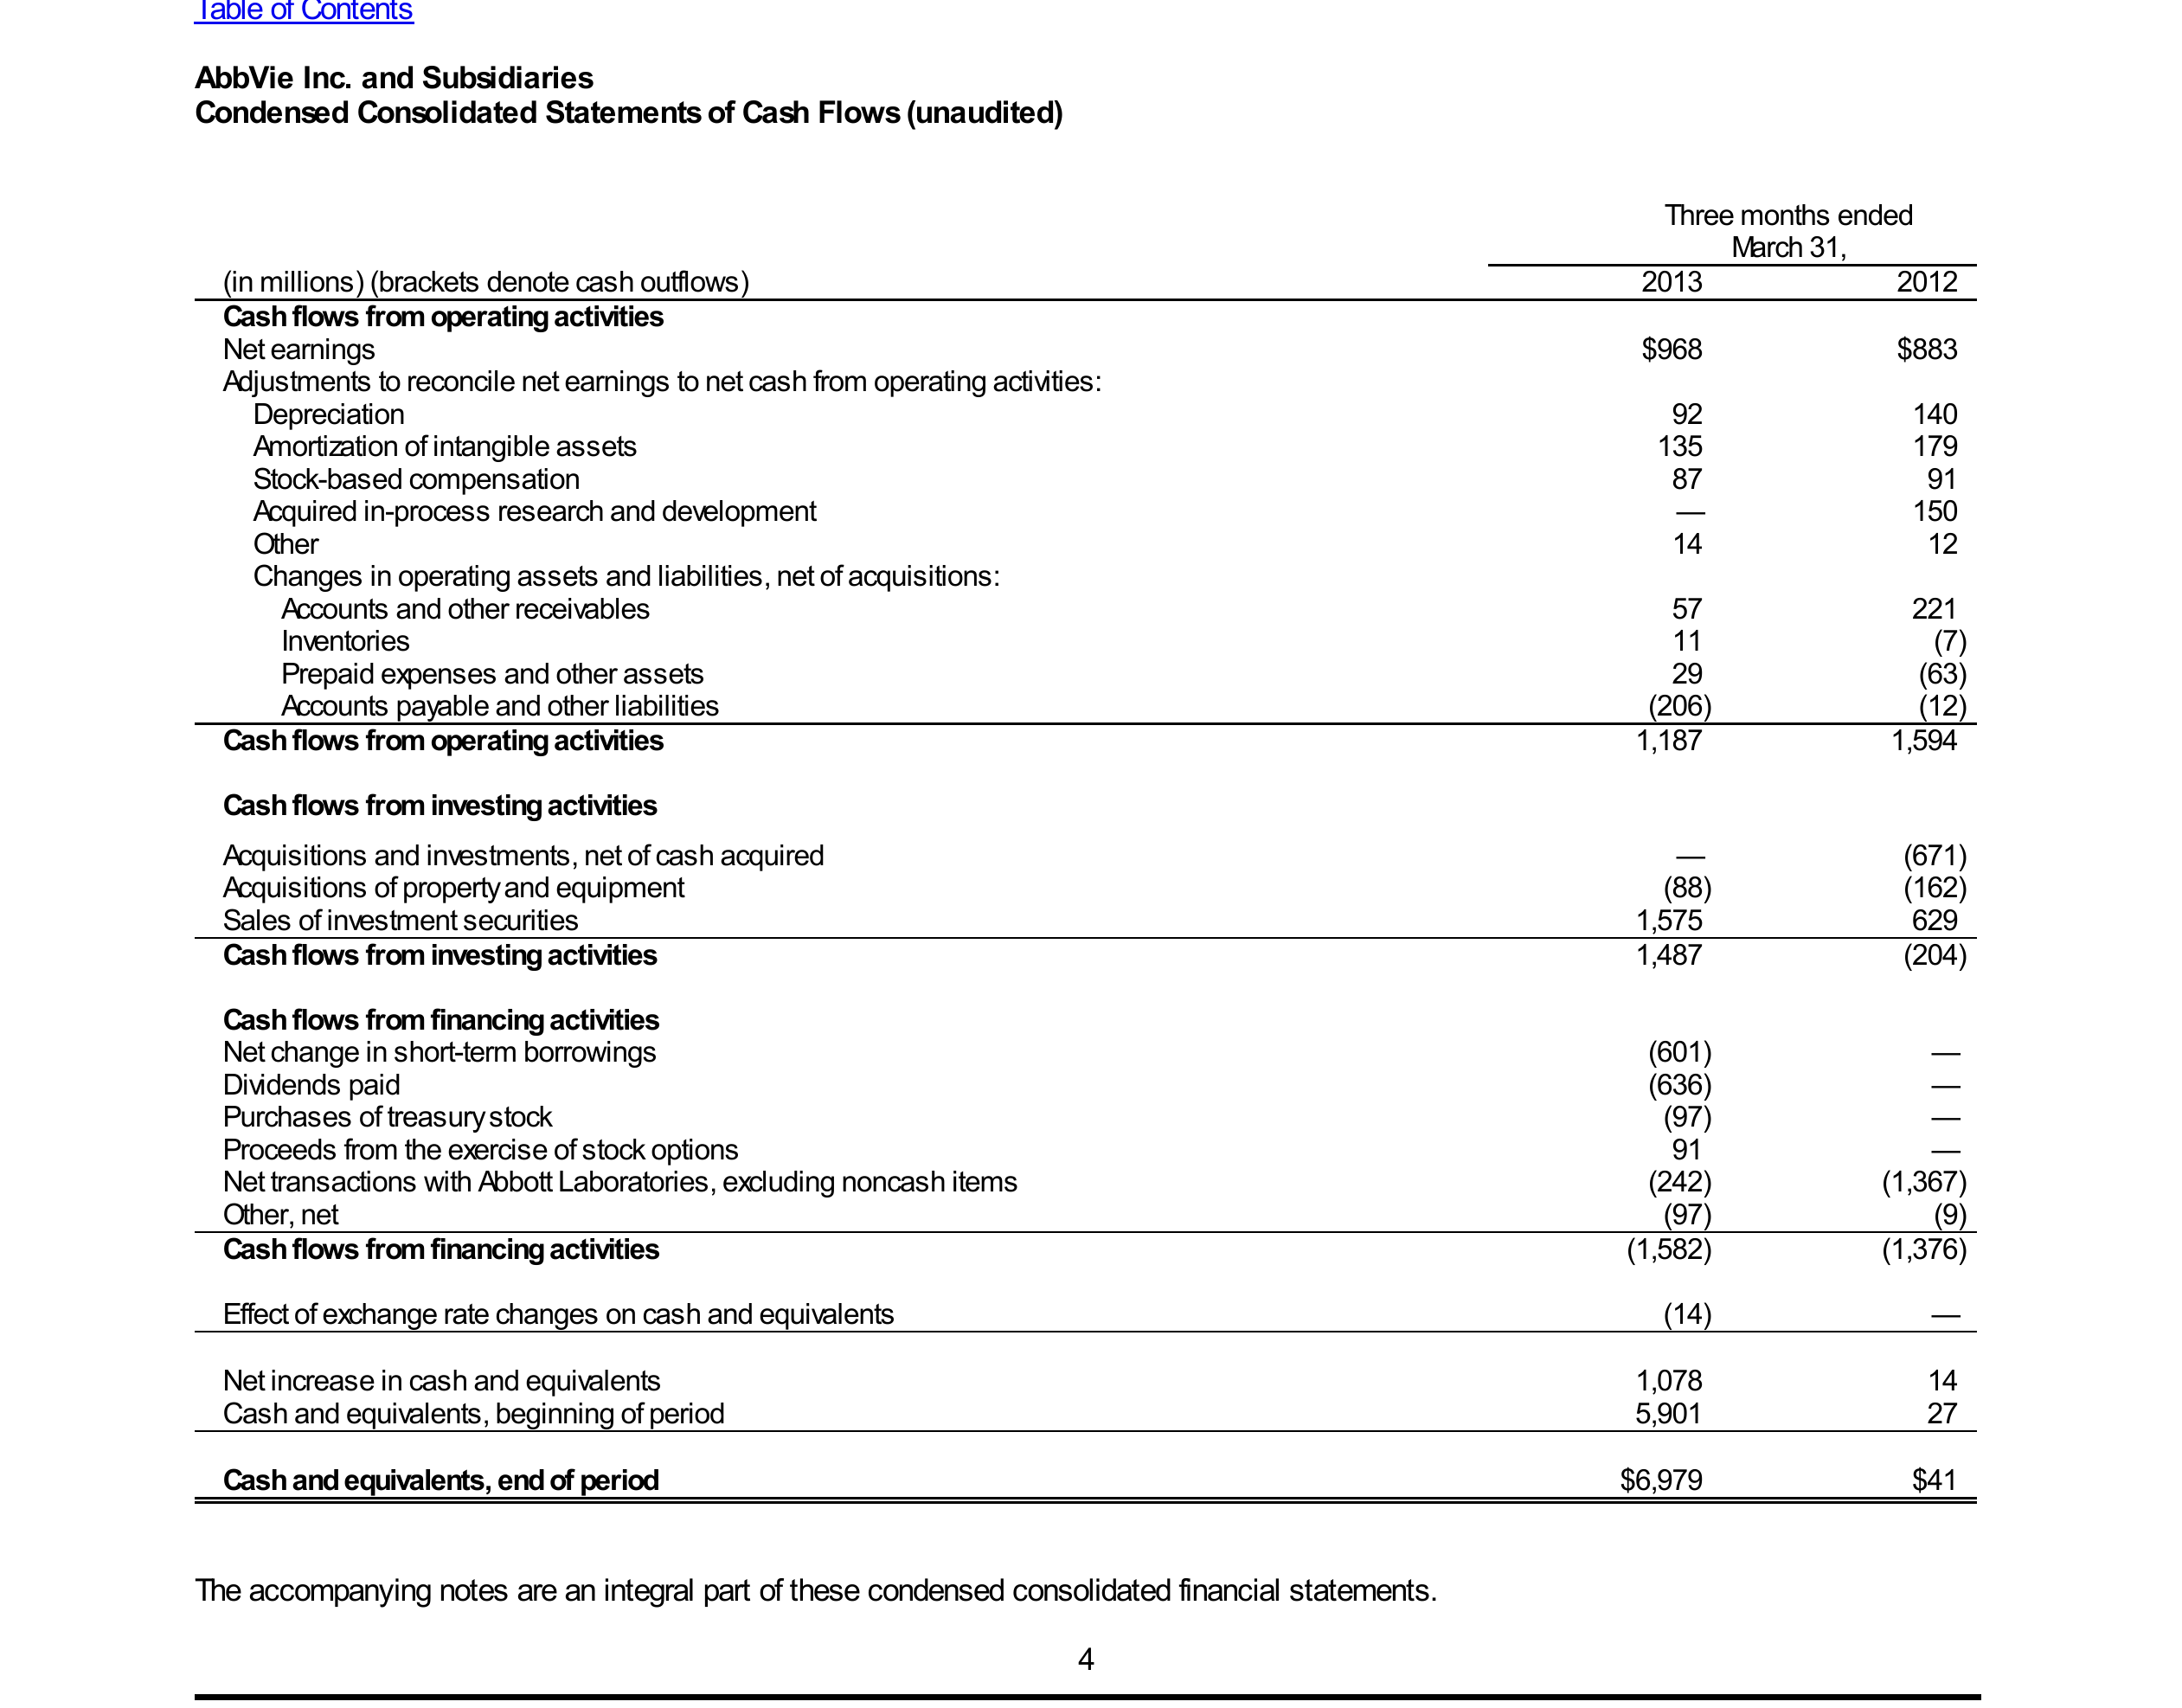 Table of Contents
AbbVie Inc. and Subsidiaries
Condensed Consolidated Statements of Cash Flows (unaudited)
Three months ended
March 31,
(in millions) (brackets denote cash outflows) 2013 2012
Cash flows from operating activities
Net earnings $968 $883
Adjustments to reconcile net earnings to net cash from operating activities:
Depreciation 92 140
Amortization of intangible assets 135 179
Stock-based compensation 87 91
Acquired in-process research and development — 150
Other 14 12
Changes in operating assets and liabilities, net of acquisitions:
Accounts and other receivables 57 221
Inventories 11 (7)
Prepaid expenses and other assets 29 (63)
Accounts payable and other liabilities (206) (12)
Cash flows from operating activities 1,187 1,594
Cash flows from investing activities
Acquisitions and investments, net of cash acquired — (671)
Acquisitions of property and equipment (88) (162)
Sales of investment securities 1,575 629
Cash flows from investing activities 1,487 (204)
Cash flows from financing activities
Net change in short-term borrowings (601) —
Dividends paid (636) —
Purchases of treasury stock (97) —
Proceeds from the exercise of stock options 91 —
Net transactions with Abbott Laboratories, excluding noncash items (242) (1,367)
Other, net (97) (9)
Cash flows from financing activities (1,582) (1,376)
Effect of exchange rate changes on cash and equivalents (14) —
Net increase in cash and equivalents 1,078 14
Cash and equivalents, beginning of period 5,901 27
Cash and equivalents, end of period $6,979 $41
The accompanying notes are an integral part of these condensed consolidated financial statements.
4